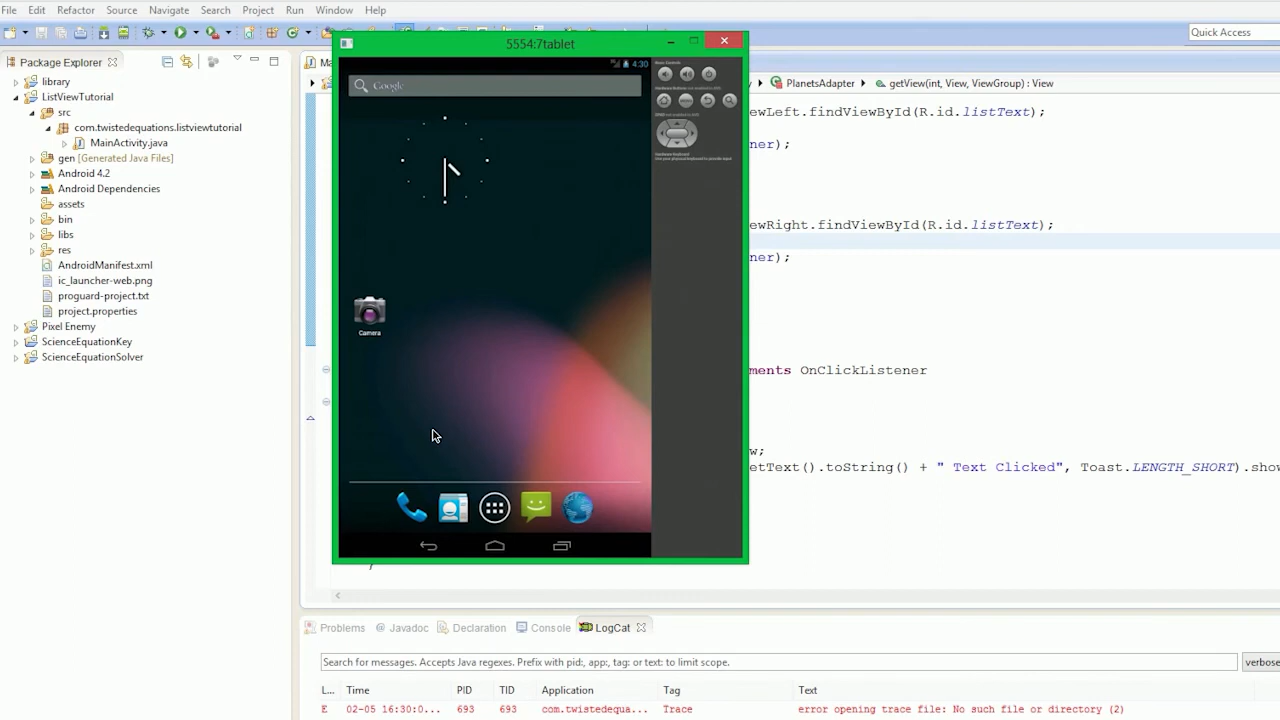 File Edit Refactor Source Navigate Search Project Run Window Help
Quick Access
5554:7tablet
Package Explorer
library
ListViewTutorial
src
com.twistedequations.listviewtutorial
MainActivity.java
gen [Generated Java Files]
Android 4.2
Android Dependencies
assets
bin
libs
res
AndroidManifest.xml
ic_launcher-web.png
proguard-project.txt
project.properties
Pixel Enemy
ScienceEquationKey
ScienceEquationSolver
4:30
Google
Camera
PlanetsAdapter getView(int, View, ViewGroup) : View
ewLeft.findViewById(R.id.listText);
ner);
ewRight.findViewById(R.id.listText);
ner);
ments OnClickListener
w;
etText().toString() + " Text Clicked", Toast.LENGTH_SHORT).show
Problems @ Javadoc Declaration Console LogCat
Search for messages. Accepts Java regexes. Prefix with pid:, app:, tag: or text: to limit scope.
verbose
L... Time PID TID Application Tag Text
E 02-05 16:30:0... 693 693 com.twistedequa... Trace error opening trace file: No such file or directory (2)